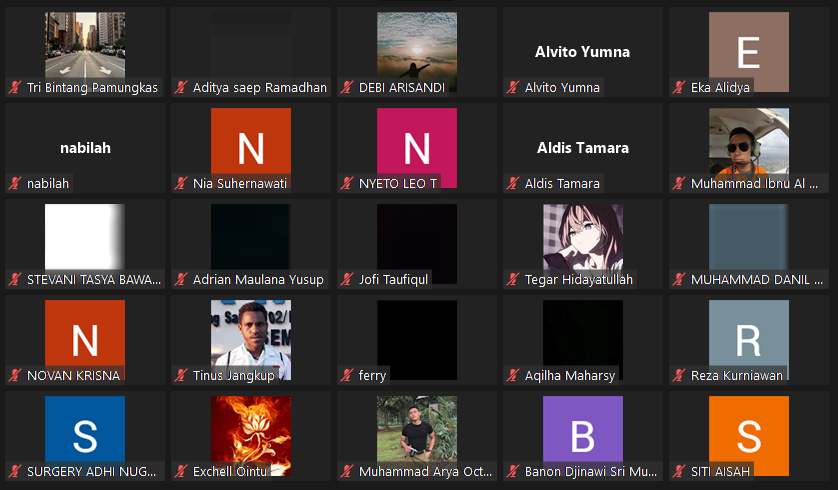 Tri Bintang Pamungkas
Aditya saep Ramadhan
DEBI ARISANDI
Alvito Yumna
Alvito Yumna
E
Eka Alidya
nabilah
nabilah
N
Nia Suhernawati
N
NYETO LEO T
Aldis Tamara
Aldis Tamara
Muhammad Ibnu Al ...
STEVANI TASYA BAWA...
Adrian Maulana Yusup
Jofi Taufiqul
Tegar Hidayatullah
MUHAMMAD DANIL ...
N
NOVAN KRISNA
Tinus Jangkup
ferry
Aqilha Maharsy
R
Reza Kurniawan
S
SURGERY ADHI NUG...
Exchell Ointu
Muhammad Arya Oct...
B
Banon Djinawi Sri Mu...
S
SITI AISAH